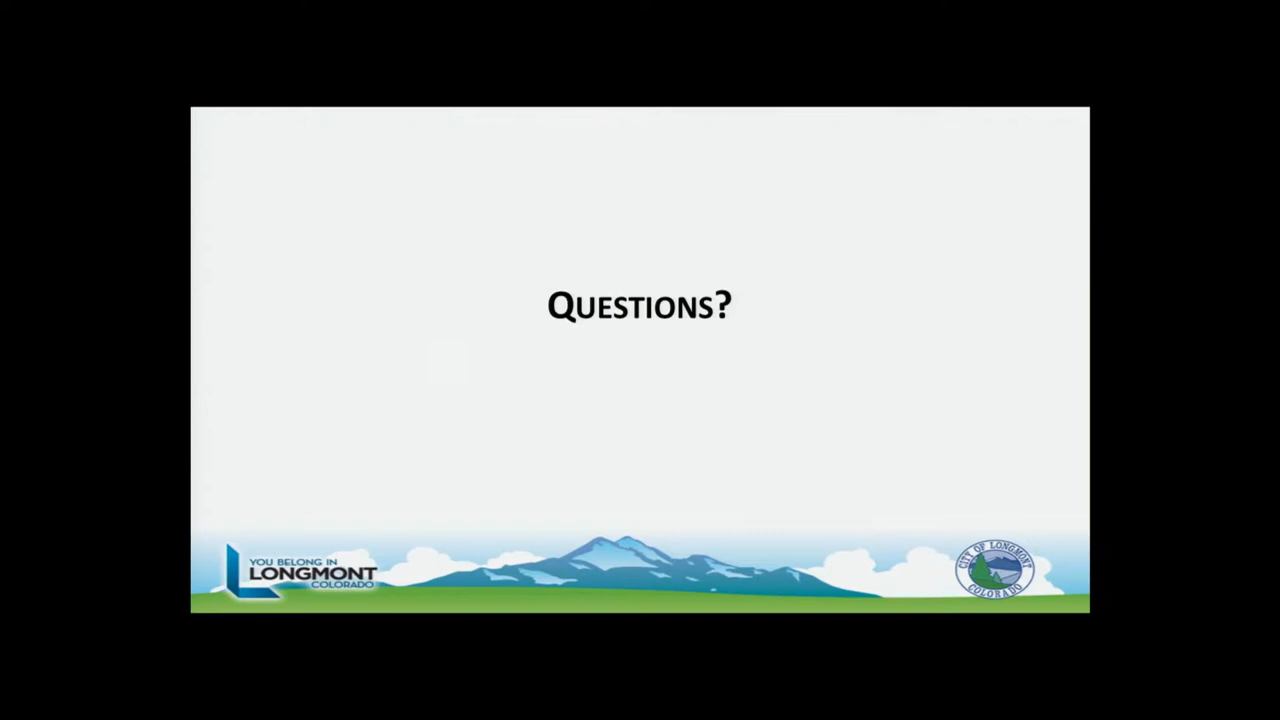 QUESTIONS?
YOU BELONG IN
LONGMONT
COLORADO
CITY OF LONGMONT
COLORADO